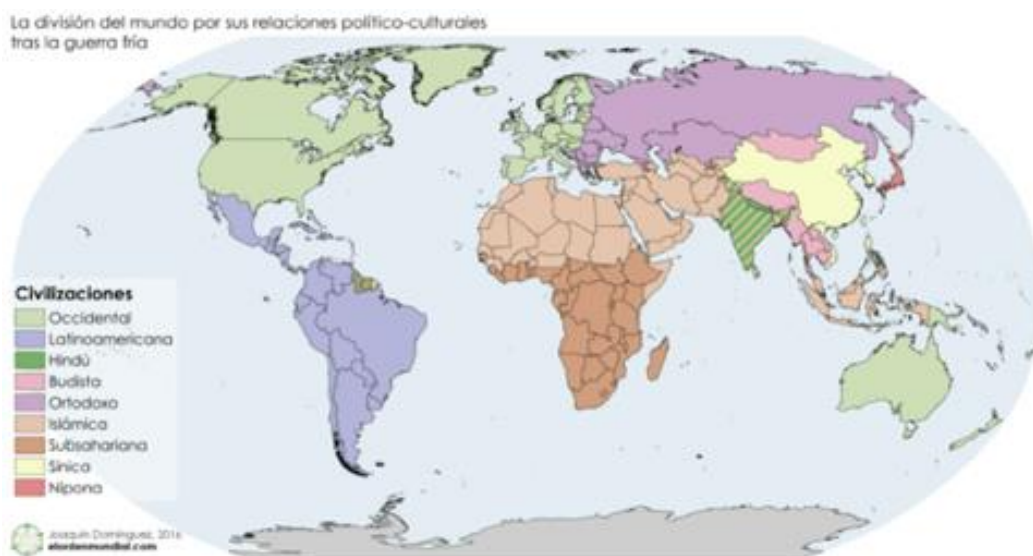 La división del mundo por sus relaciones político-culturales
tras la guerra fría
Civilizaciones
Occidental
Latinoamericana
Hindú
Budista
Ortodoxo
Islámica
Subsahariana
Sínica
Nipona
Joaquín Domínguez, 2016
elordenmundial.com